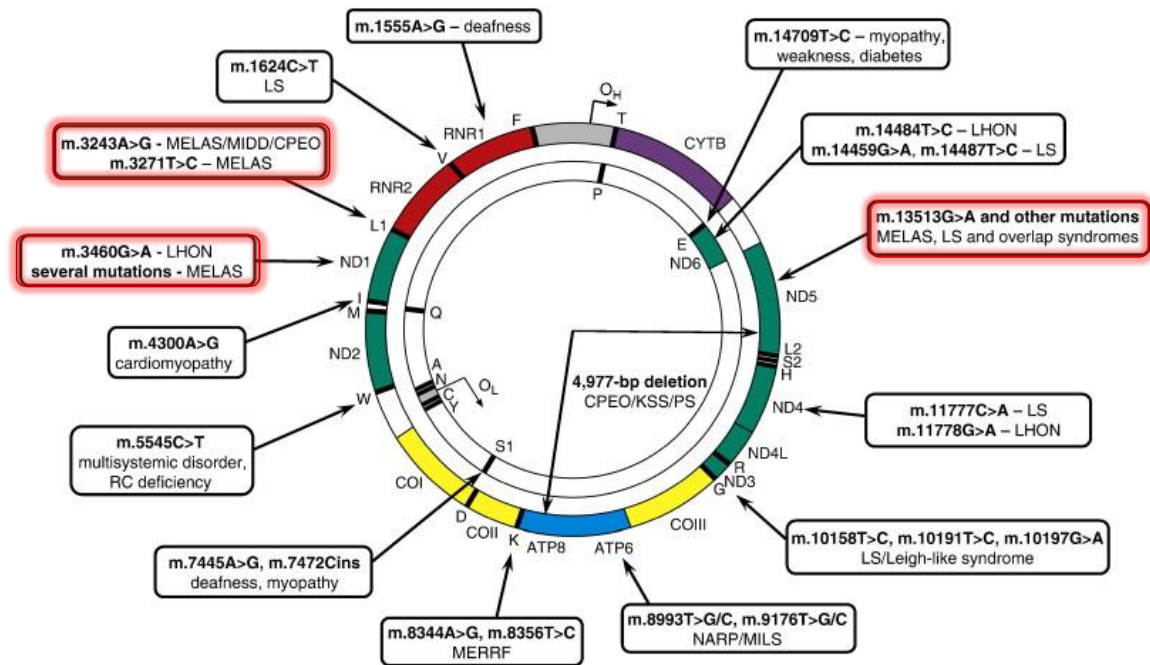 m.1555A>G – deafness
m.14709T>C – myopathy,
weakness, diabetes
m.1624C>T
LS
m.3243A>G - MELAS/MIDD/CPEO
m.3271T>C – MELAS
m.14484T>C – LHON
m.14459G>A, m.14487T>C – LS
m.3460G>A - LHON
several mutations - MELAS
m.13513G>A and other mutations
MELAS, LS and overlap syndromes
m.4300A>G
cardiomyopathy
4,977-bp deletion
CPEO/KSS/PS
m.11777C>A – LS
m.11778G>A – LHON
m.5545C>T
multisystemic disorder,
RC deficiency
m.7445A>G, m.7472Cins
deafness, myopathy
m.10158T>C, m.10191T>C, m.10197G>A
LS/Leigh-like syndrome
m.8344A>G, m.8356T>C
MERRF
m.8993T>G/C, m.9176T>G/C
NARP/MILS
OH
F
T
RNR1
CYTB
V
RNR2
P
L1
E
ND6
ND1
ND5
I
M
Q
ND2
L2
S2
H
A
N
C
Y
OL
W
ND4
S1
ND4L
R
ND3
G
COI
D
COII
K
ATP8
ATP6
COIII